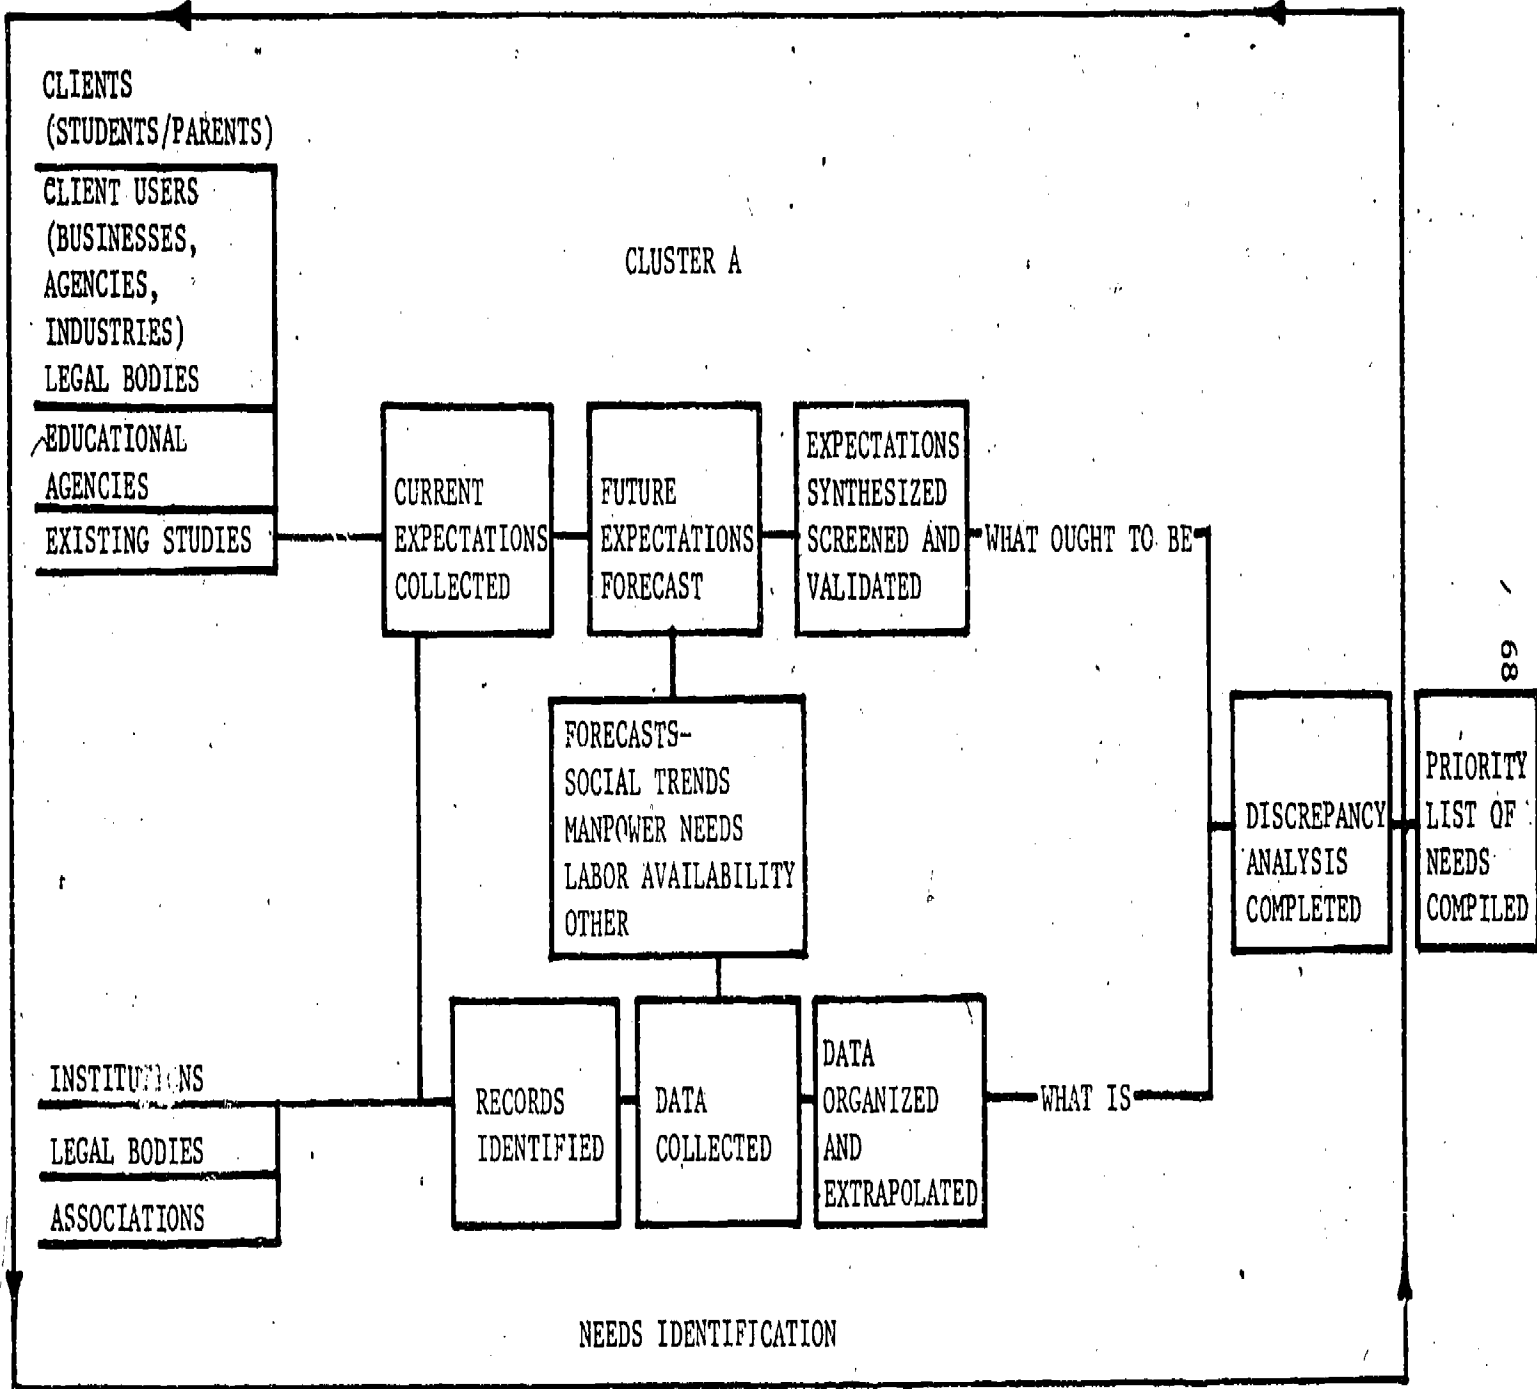 CLIENTS
(STUDENTS/PARENTS)
CLIENT USERS
(BUSINESSES,
AGENCIES,
INDUSTRIES)
LEGAL BODIES
EDUCATIONAL
AGENCIES
EXISTING STUDIES
CLUSTER A
CURRENT
EXPECTATIONS
COLLECTED
FUTURE
EXPECTATIONS
FORECAST
EXPECTATIONS
SYNTHESIZED
SCREENED AND
VALIDATED
WHAT OUGHT TO BE
FORECASTS-
SOCIAL TRENDS
MANPOWER NEEDS
LABOR AVAILABILITY
OTHER
INSTITUTIONS
LEGAL BODIES
ASSOCIATIONS
RECORDS
IDENTIFIED
DATA
COLLECTED
DATA
ORGANIZED
AND
EXTRAPOLATED
WHAT IS
DISCREPANCY
ANALYSIS
COMPLETED
PRIORITY
LIST OF
NEEDS
COMPILED
68
NEEDS IDENTIFICATION